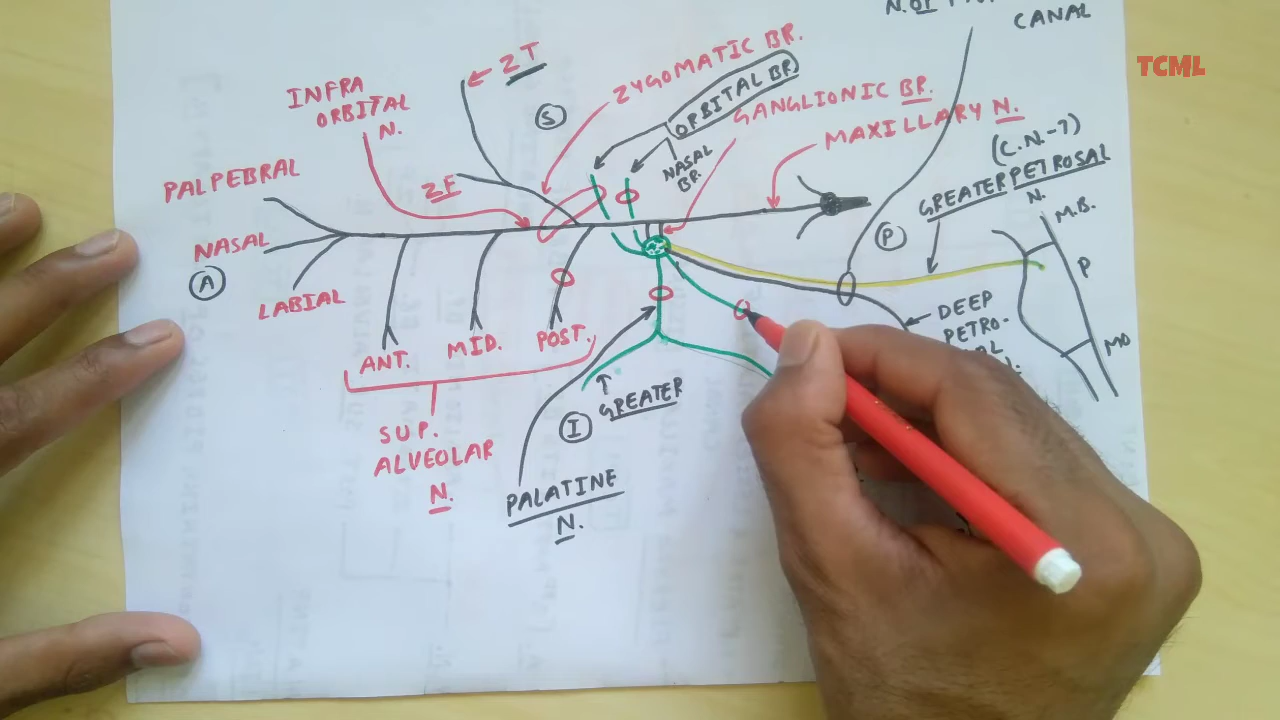 N. OF
CANAL
TCML
ZT
ZYGOMATIC BR.
INFRA
ORBITAL
N.
S
ORBITAL BR
GANGLIONIC BR.
MAXILLARY N.
NASAL
BR.
(C.N-7)
GREATER PETROSAL
N.
PALPEBRAL
ZF
M.B.
NASAL
A
P
P
LABIAL
DEEP
PETRO-
MO
ANT.
MID.
POST.
GREATER
I
SUP.
ALVEOLAR
N.
PALATINE
N.